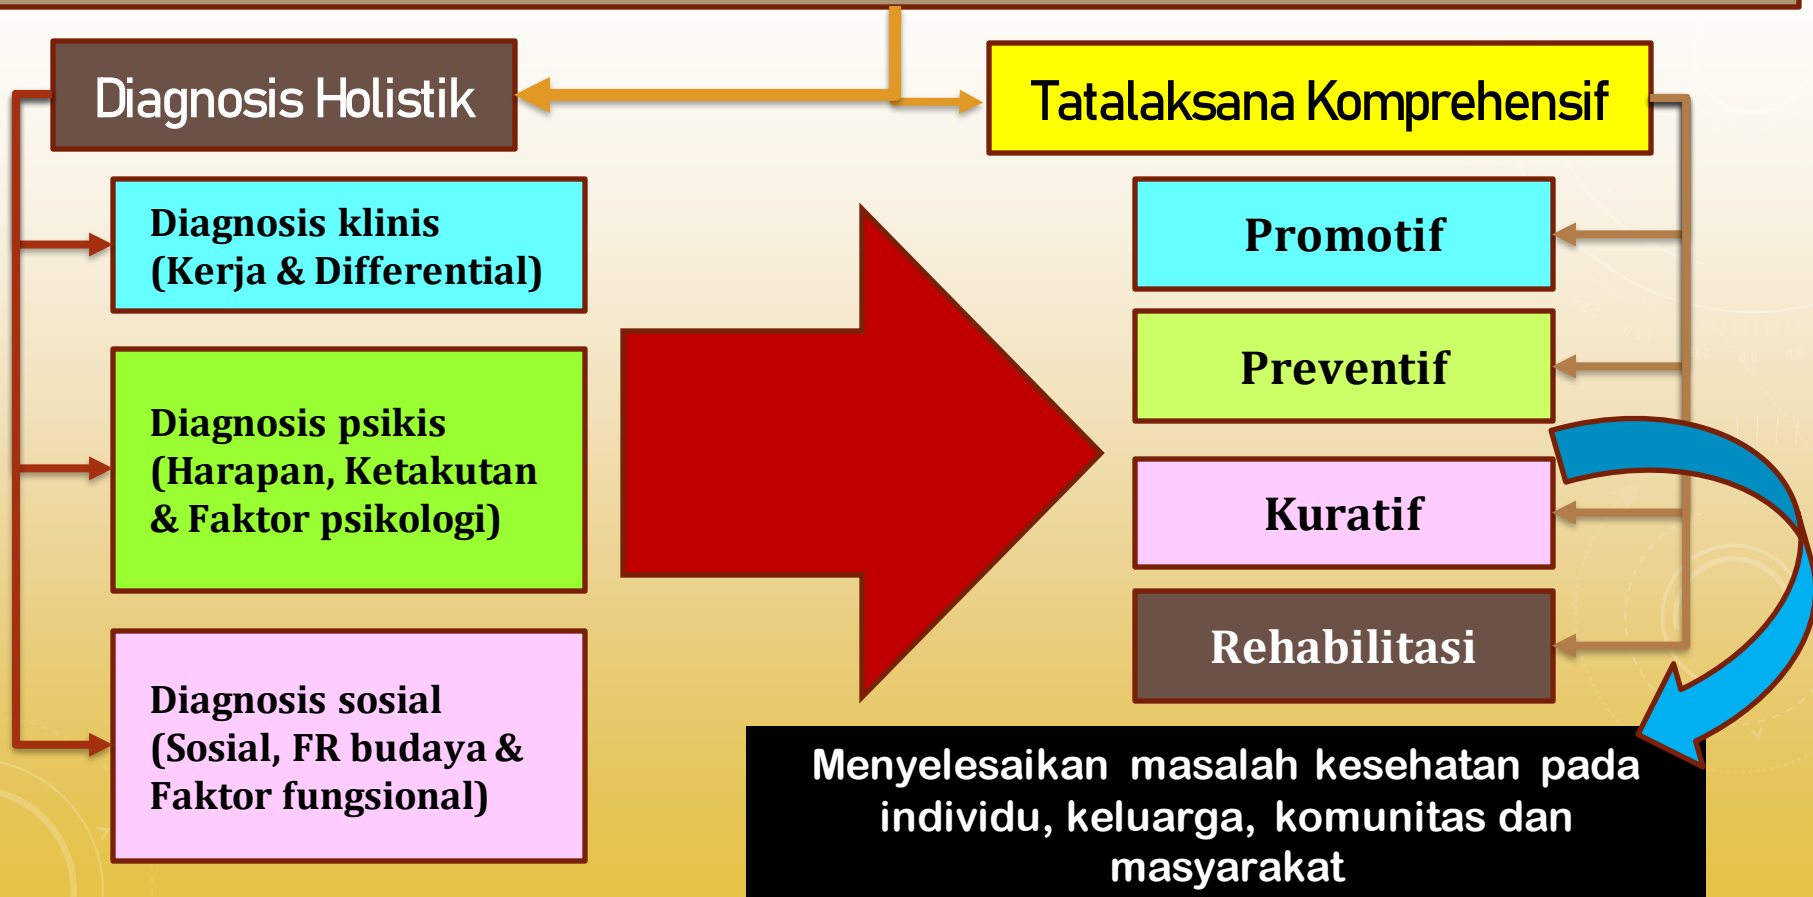 Diagnosis Holistik
Tatalaksana Komprehensif
Diagnosis klinis
(Kerja & Differential)
Diagnosis psikis
(Harapan, Ketakutan
& Faktor psikologi)
Diagnosis sosial
(Sosial, FR budaya &
Faktor fungsional)
Promotif
Preventif
Kuratif
Rehabilitasi
Menyelesaikan masalah kesehatan pada
individu, keluarga, komunitas dan
masyarakat